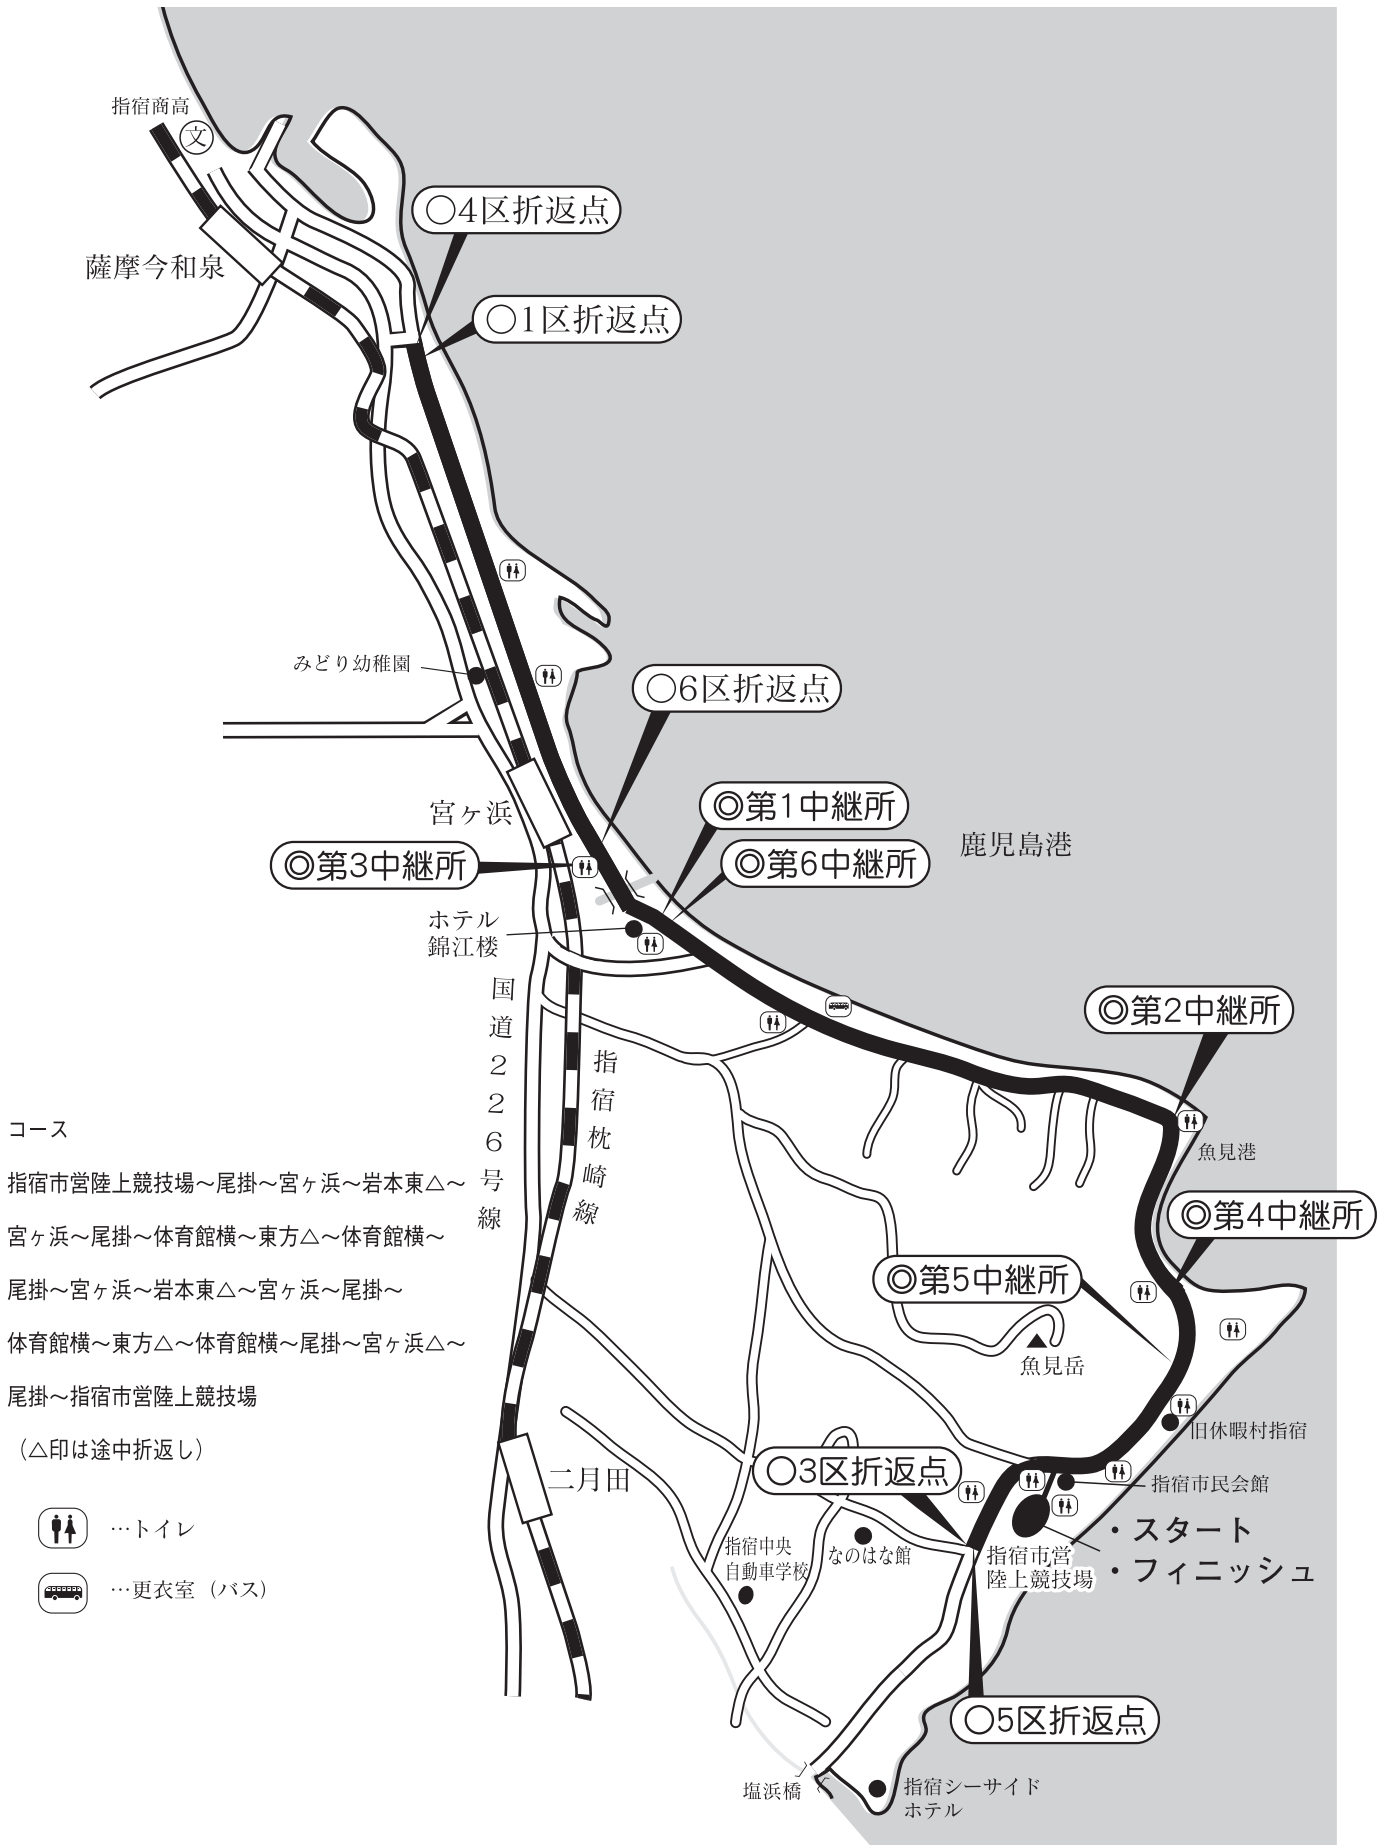 指宿商高
文
○4区折返点
薩摩今和泉
○1区折返点
みどり幼稚園
○6区折返点
宮ヶ浜
◎第1中継所
鹿児島港
◎第3中継所
◎第6中継所
ホテル
錦江楼
国道226号線
指宿枕崎線
◎第2中継所
魚見港
コース
指宿市営陸上競技場～尾掛～宮ヶ浜～岩本東△～
宮ヶ浜～尾掛～体育館横～東方△～体育館横～
尾掛～宮ヶ浜～岩本東△～宮ヶ浜～尾掛～
体育館横～東方△～体育館横～尾掛～宮ヶ浜△～
尾掛～指宿市営陸上競技場
（△印は途中折返し）
◎第4中継所
◎第5中継所
魚見岳
旧休暇村指宿
○3区折返点
二月田
指宿市民会館
…トイレ
…更衣室（バス）
指宿中央
自動車学校
なのはな館
指宿市営
陸上競技場
・スタート
・フィニッシュ
○5区折返点
塩浜橋
指宿シーサイド
ホテル